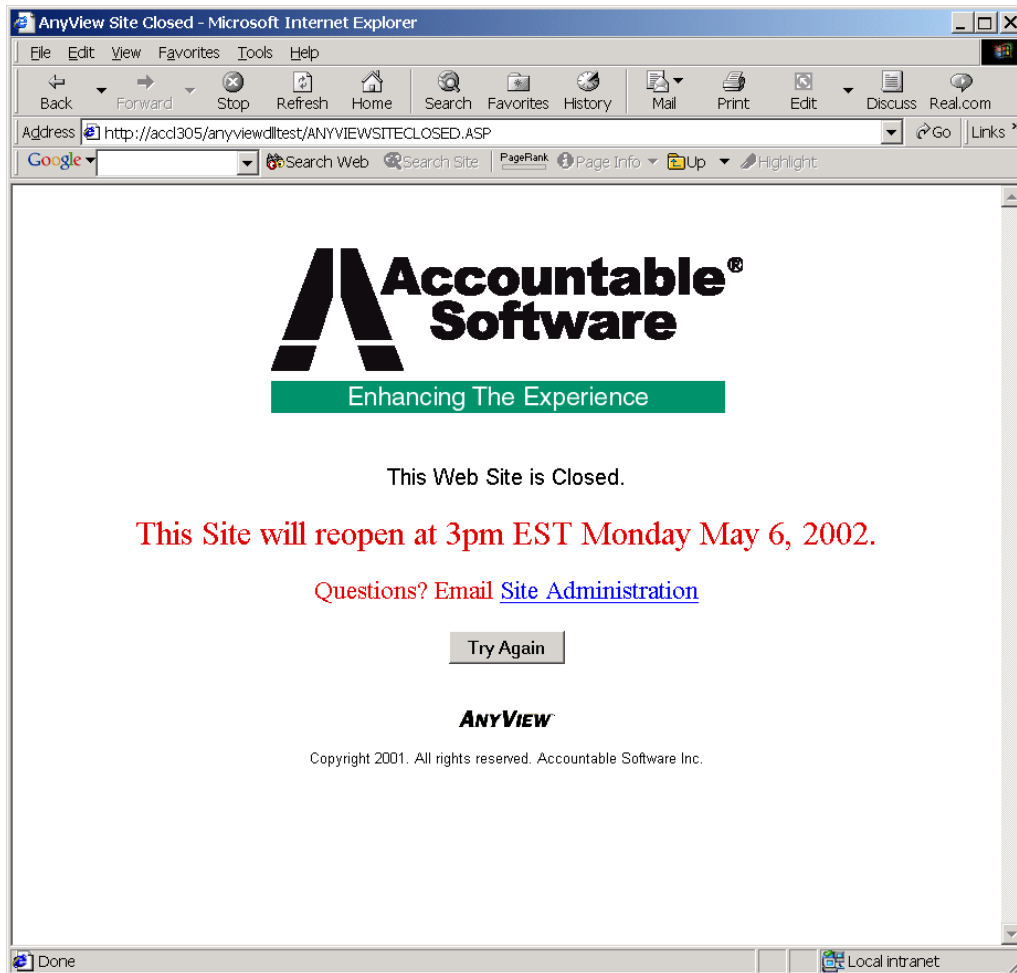 AnyView Site Closed - Microsoft Internet Explorer
File Edit View Favorites Tools Help
Back Forward Stop Refresh Home Search Favorites History Mail Print Edit Discuss Real.com
Address http://accl305/anyviewdlltest/ANYVIEWSITECLOSED.ASP Go Links
Google Search Web Search Site PageRank Page Info Up Highlight
Accountable®
Software
Enhancing The Experience
This Web Site is Closed.
This Site will reopen at 3pm EST Monday May 6, 2002.
Questions? Email Site Administration
Try Again
ANYVIEW
Copyright 2001. All rights reserved. Accountable Software Inc.
Done Local intranet